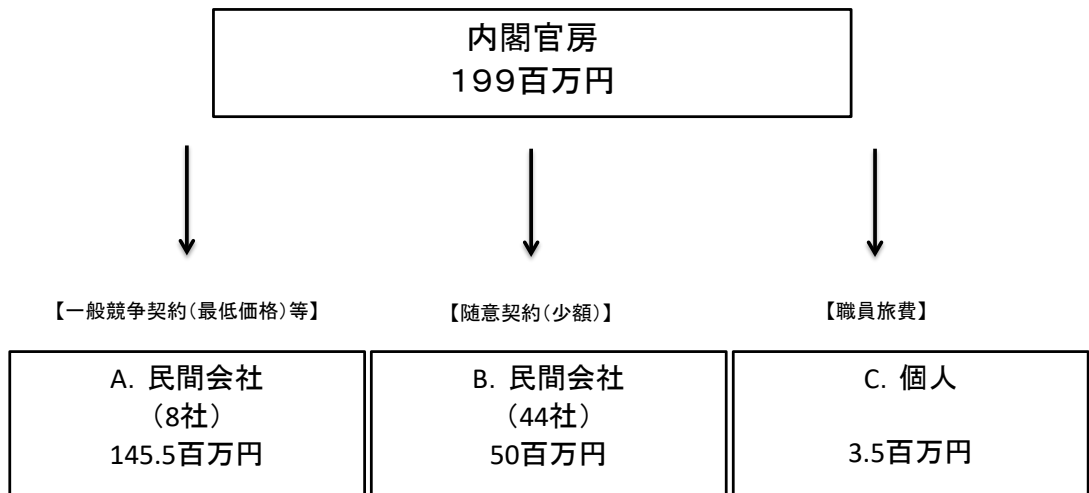 内閣官房
199百万円
【一般競争契約(最低価格)等】
【随意契約(少額)】
【職員旅費】
A. 民間会社
(8社)
145.5百万円
B. 民間会社
(44社)
50百万円
C. 個人
3.5百万円